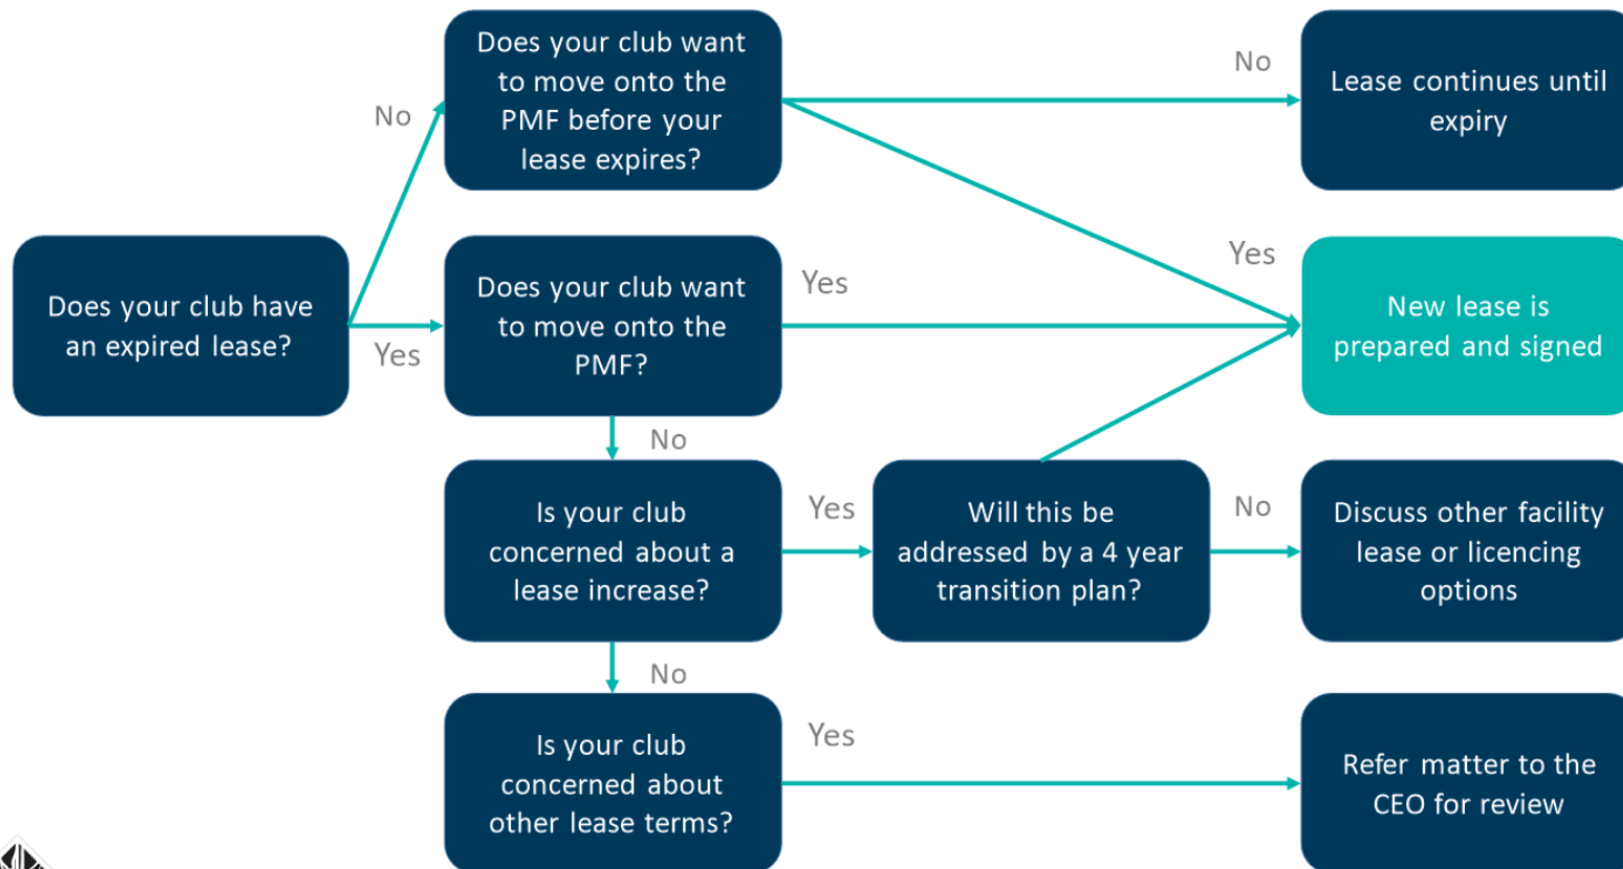 Does your club want
to move onto the
PMF before your
lease expires?
No
Lease continues until
expiry
No
Does your club have
an expired lease?
Yes
Does your club want
to move onto the
PMF?
Yes
Yes
New lease is
prepared and signed
No
Is your club
concerned about a
lease increase?
Yes
Will this be
addressed by a 4 year
transition plan?
No
Discuss other facility
lease or licencing
options
No
Is your club
concerned about
other lease terms?
Yes
Refer matter to the
CEO for review